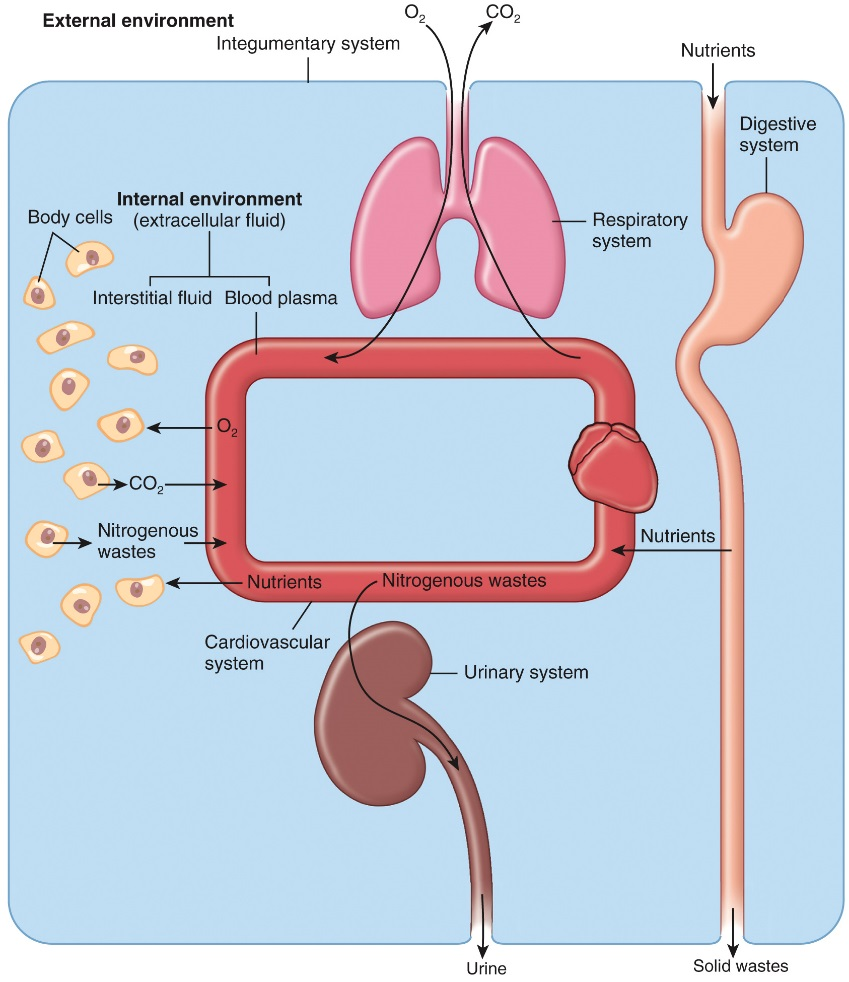 External environment
O2
CO2
Integumentary system
Nutrients
Digestive
system
Internal environment
(extracellular fluid)
Body cells
Respiratory
system
Interstitial fluid
Blood plasma
O2
CO2
Nitrogenous
wastes
Nutrients
Nutrients
Nitrogenous wastes
Cardiovascular
system
Urinary system
Urine
Solid wastes